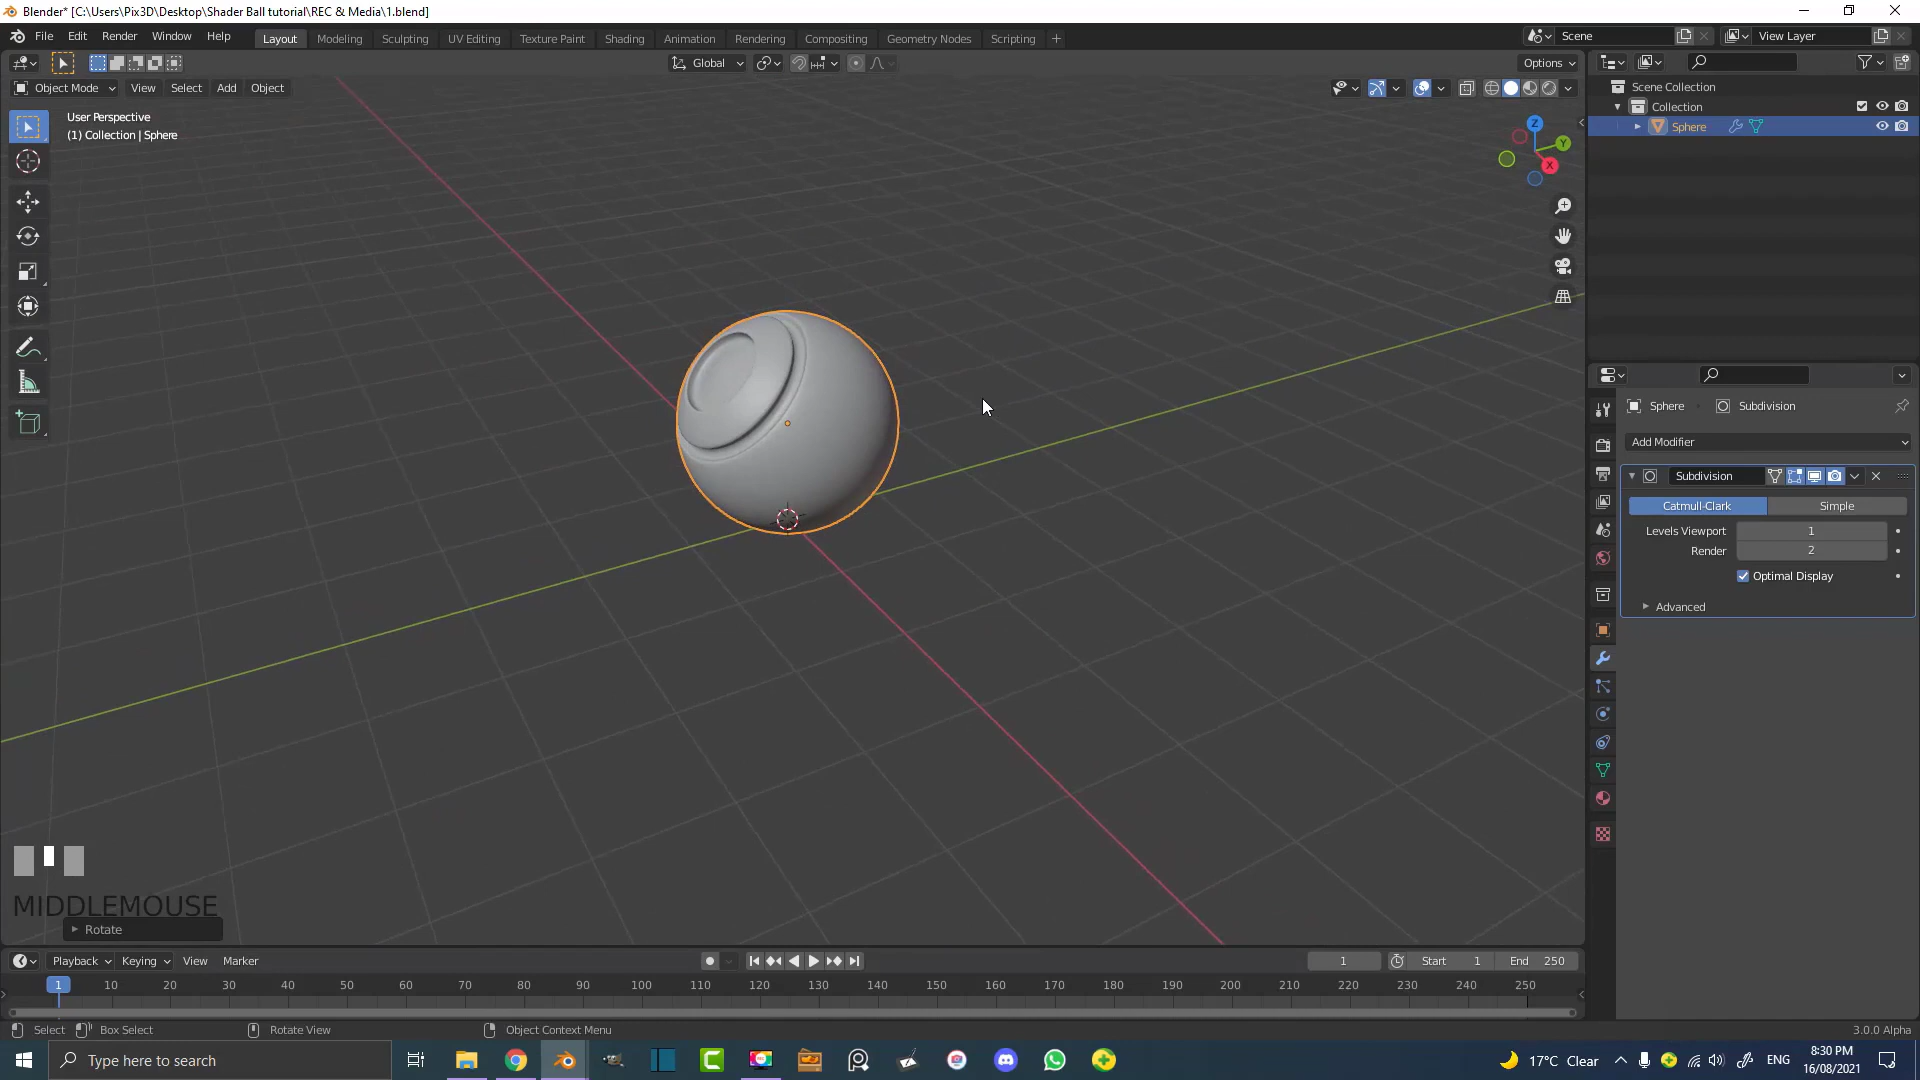 Blender* [C:\Users\Pix3D\Desktop\Shader Ball tutorial\REC & Media\1.blend]
File Edit Render Window Help Layout Modeling Sculpting UV Editing Texture Paint Shading Animation Rendering Compositing Geometry Nodes Scripting Scene View Layer
Global Options
Object Mode View Select Add Object
User Perspective
(1) Collection | Sphere
Z
Y
X
Scene Collection
Collection
Sphere
Sphere Subdivision
Add Modifier
Subdivision
Catmull-Clark Simple
Levels Viewport 1
Render 2
Optimal Display
Advanced
MIDDLEMOUSE
Rotate
Playback Keying View Marker 1 Start 1 End 250
1 10 20 30 40 50 60 70 80 90 100 110 120 130 140 150 160 170 180 190 200 210 220 230 240 250
Select Box Select Rotate View Object Context Menu 3.0.0 Alpha
Type here to search 17°C Clear ENG 8:30 PM
16/08/2021